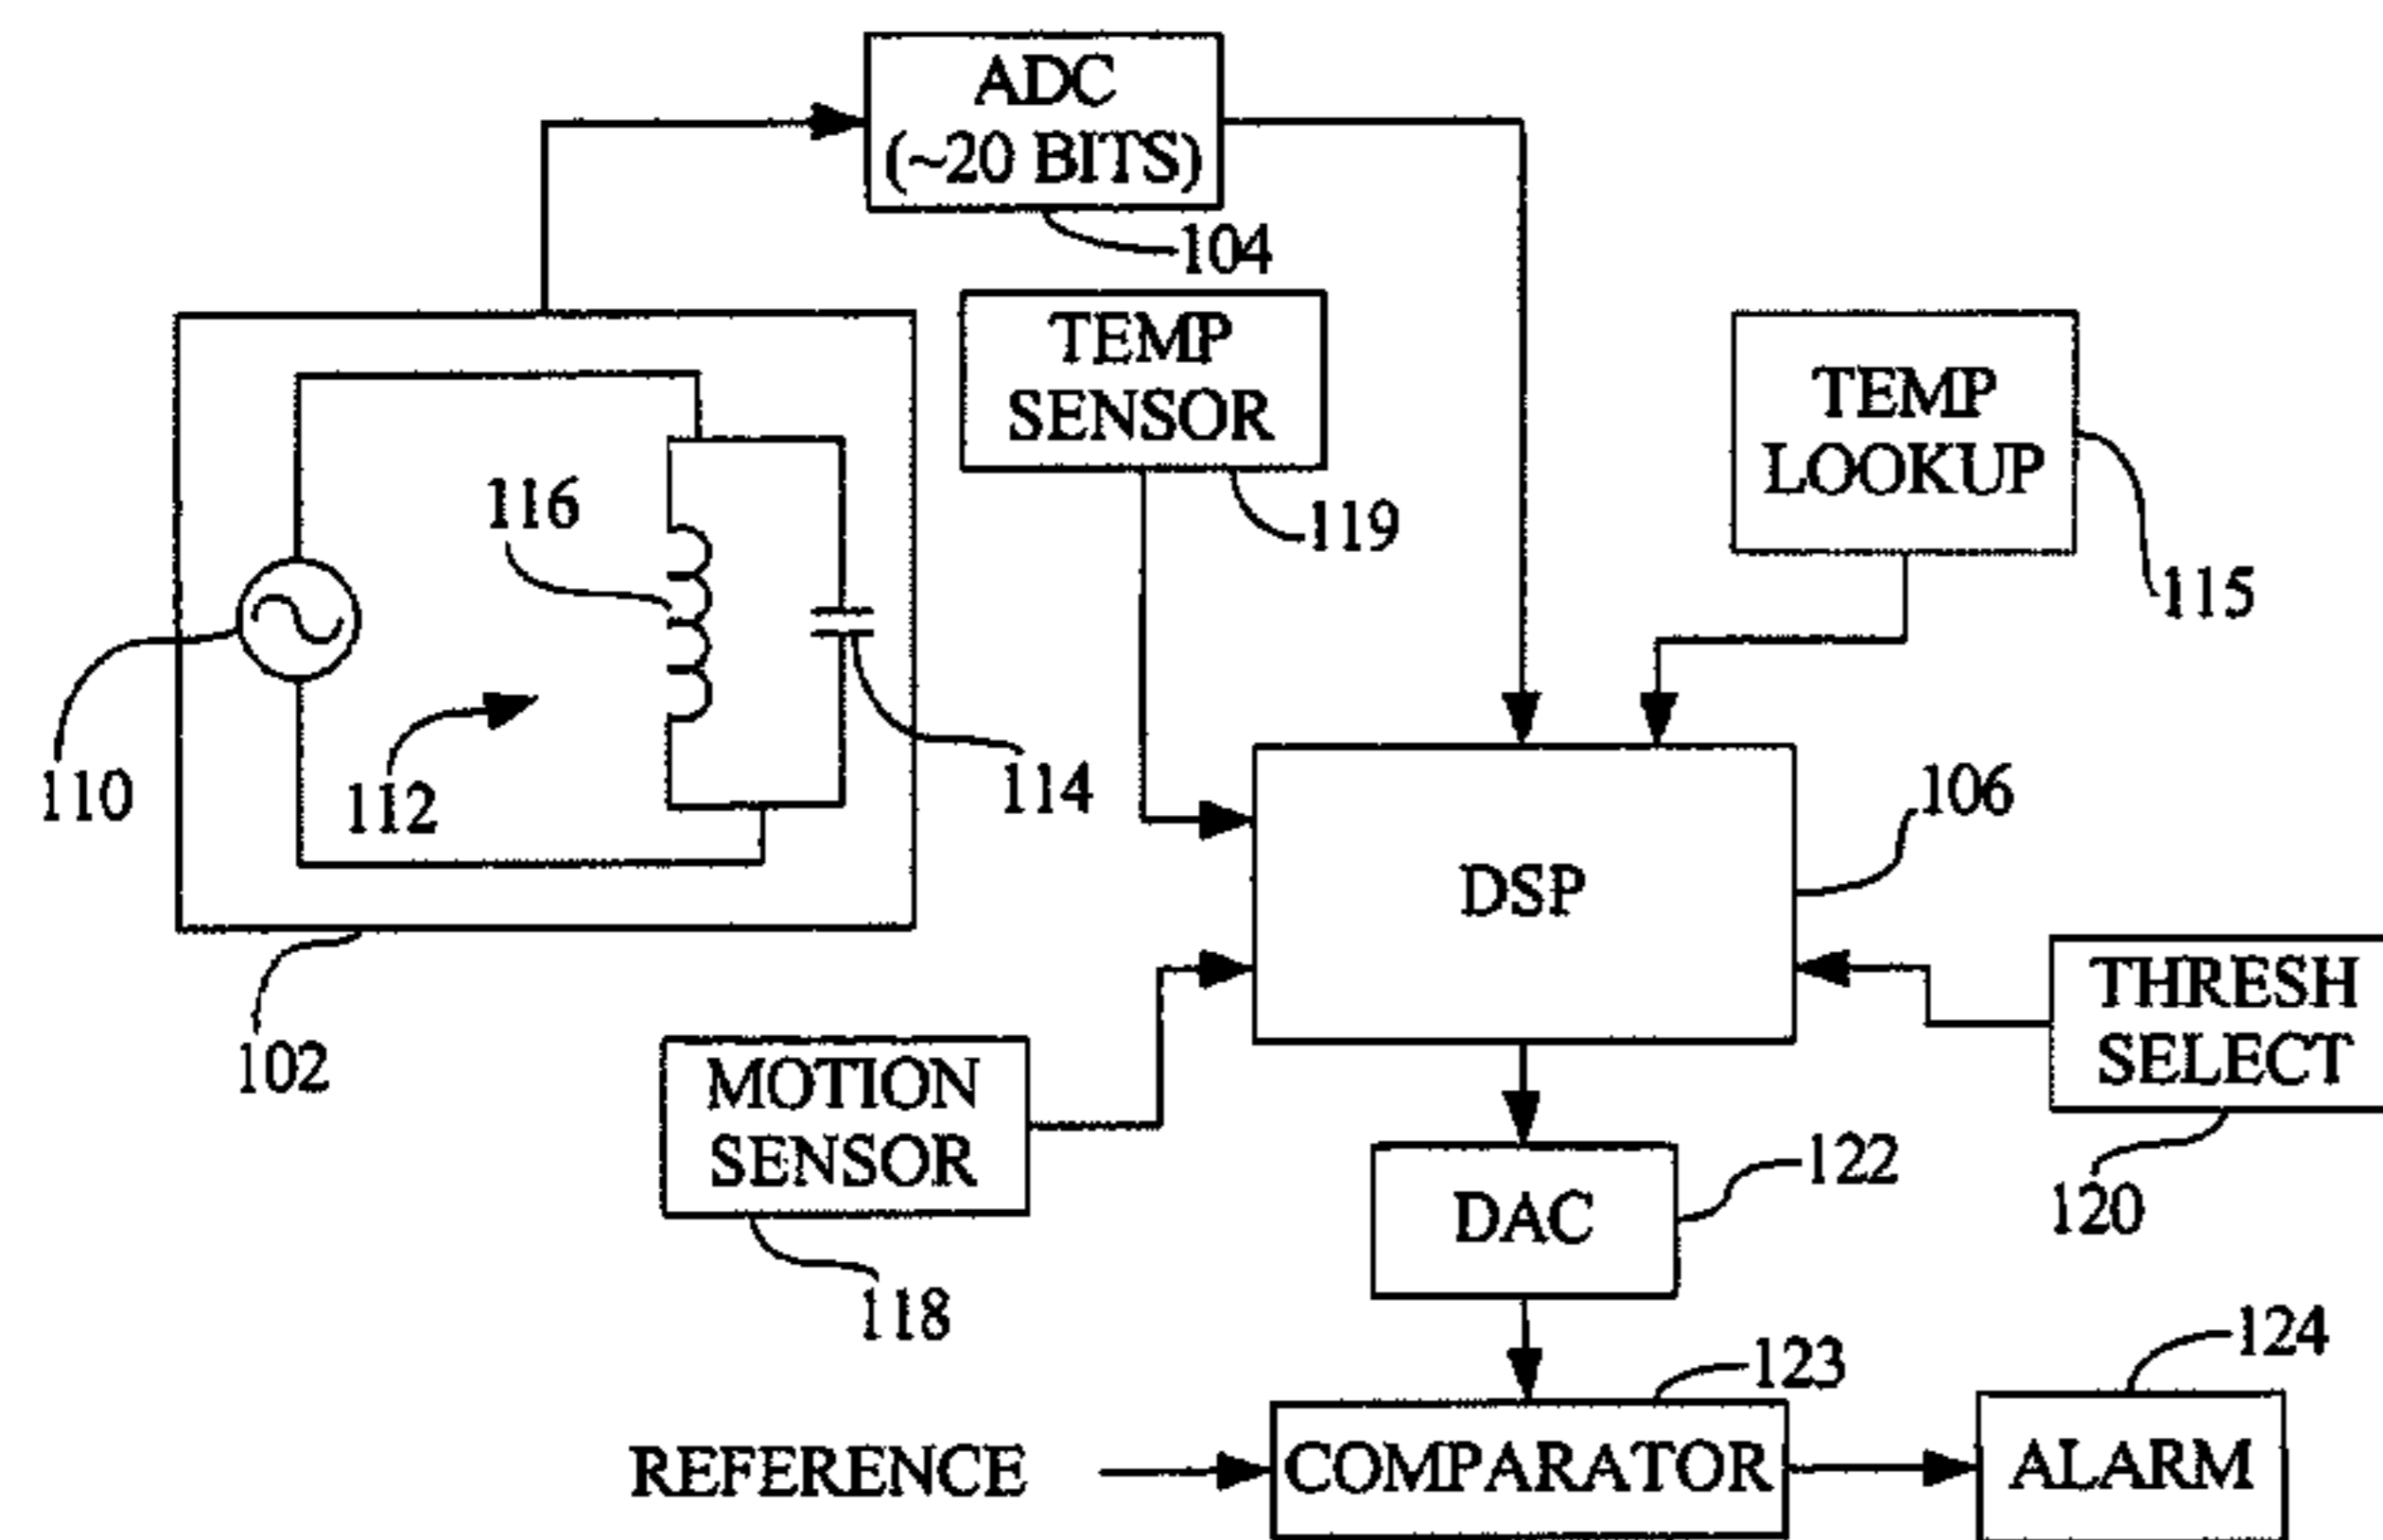 ADC
(~20 BITS)
104
TEMP
SENSOR
119
TEMP
LOOKUP
115
116
110
112
114
102
DSP
106
MOTION
SENSOR
118
THRESH
SELECT
120
DAC
122
REFERENCE
COMPARATOR
123
ALARM
124